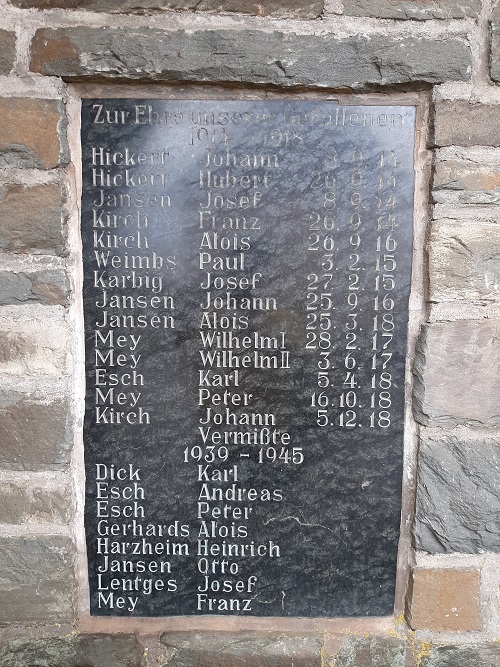 Zur Ehre unserer Gefallenen
1914 - 1918
Hickert Johann 8. 9. 14
Hickert Hubert 26. 9. 14
Jansen Josef 8. 9. 14
Kirch Franz 26. 9. 14
Kirch Alois 26. 9. 16
Weimbs Paul 3. 2. 15
Karbig Josef 27. 2. 15
Jansen Johann 25. 9. 16
Jansen Alois 25. 3. 18
Mey Wilhelm I 28. 2. 17
Mey Wilhelm II 3. 6. 17
Esch Karl 5. 4. 18
Mey Peter 16. 10. 18
Kirch Johann 5. 12. 18
Vermißte
1939 - 1945
Dick Karl
Esch Andreas
Esch Peter
Gerhards Alois
Harzheim Heinrich
Jansen Otto
Lentges Josef
Mey Franz